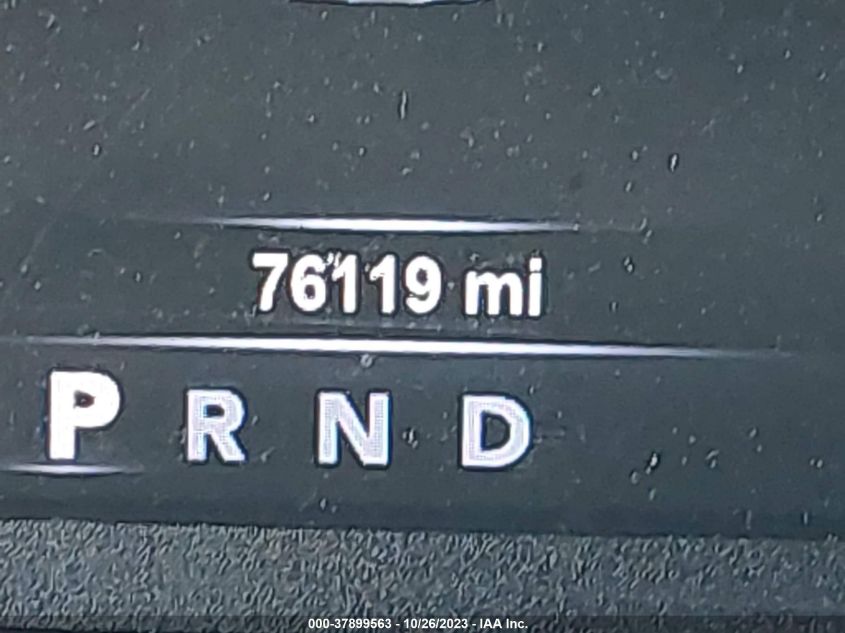 76119 mi
P R N D
000-37899563 - 10/26/2023 - IAA Inc.